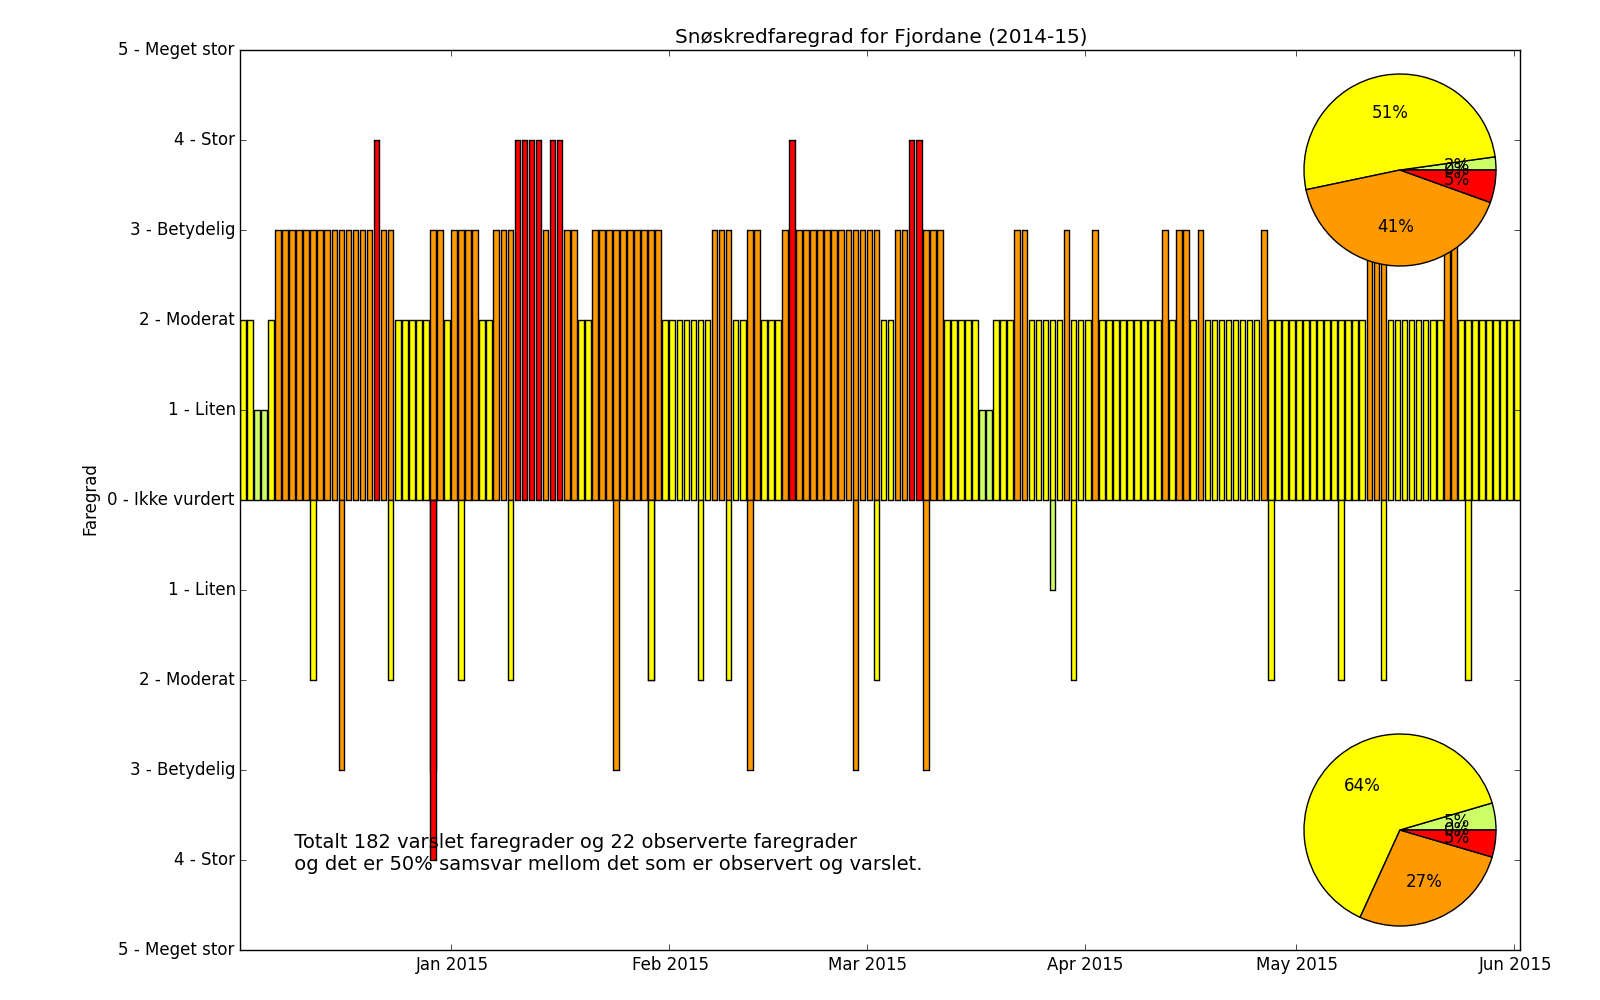 Snøskredfaregrad for Fjordane (2014-15)
5 - Meget stor
4 - Stor
3 - Betydelig
2 - Moderat
1 - Liten
0 - Ikke vurdert
1 - Liten
2 - Moderat
3 - Betydelig
4 - Stor
5 - Meget stor
Faregrad
51%
2%
5%
41%
64%
5%
5%
27%
Totalt 182 varslet faregrader og 22 observerte faregrader
og det er 50% samsvar mellom det som er observert og varslet.
Jan 2015
Feb 2015
Mar 2015
Apr 2015
May 2015
Jun 2015